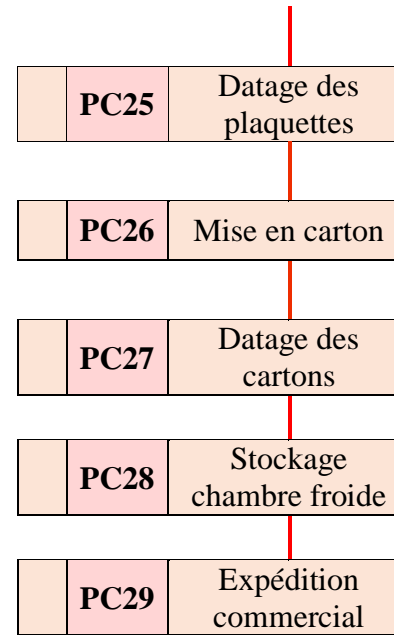 PC25 Datage des
plaquettes
PC26 Mise en carton
PC27 Datage des
cartons
PC28 Stockage
chambre froide
PC29 Expédition
commercial